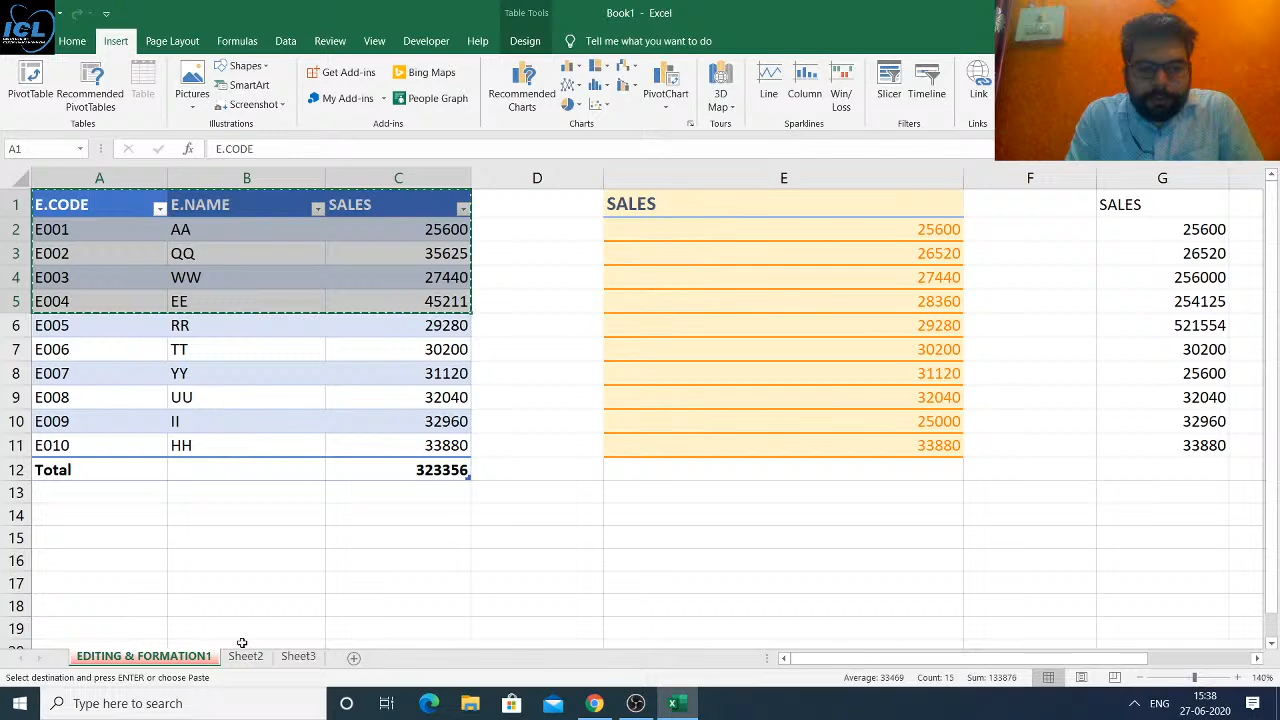 ICL
Table Tools
Book1 - Excel
Home Insert Page Layout Formulas Data Review View Developer Help Design Tell me what you want to do
PivotTable Recommended PivotTables Table Pictures Shapes SmartArt Screenshot Get Add-ins My Add-ins Bing Maps People Graph Recommended Charts PivotChart 3D Map Line Column Win/Loss Slicer Timeline Link
Tables Illustrations Add-ins Charts Tours Sparklines Filters Links
A1 fx E.CODE
A B C D E F G
1 E.CODE E.NAME SALES SALES SALES
2 E001 AA 25600 25600 25600
3 E002 QQ 35625 26520 26520
4 E003 WW 27440 27440 256000
5 E004 EE 45211 28360 254125
6 E005 RR 29280 29280 521554
7 E006 TT 30200 30200 30200
8 E007 YY 31120 31120 25600
9 E008 UU 32040 32040 32040
10 E009 II 32960 25000 32960
11 E010 HH 33880 33880 33880
12 Total 323356
13
14
15
16
17
18
19
EDITING & FORMATION1 Sheet2 Sheet3
Select destination and press ENTER or choose Paste Average: 33469 Count: 15 Sum: 133876 140%
Type here to search ENG 15:38
27-06-2020